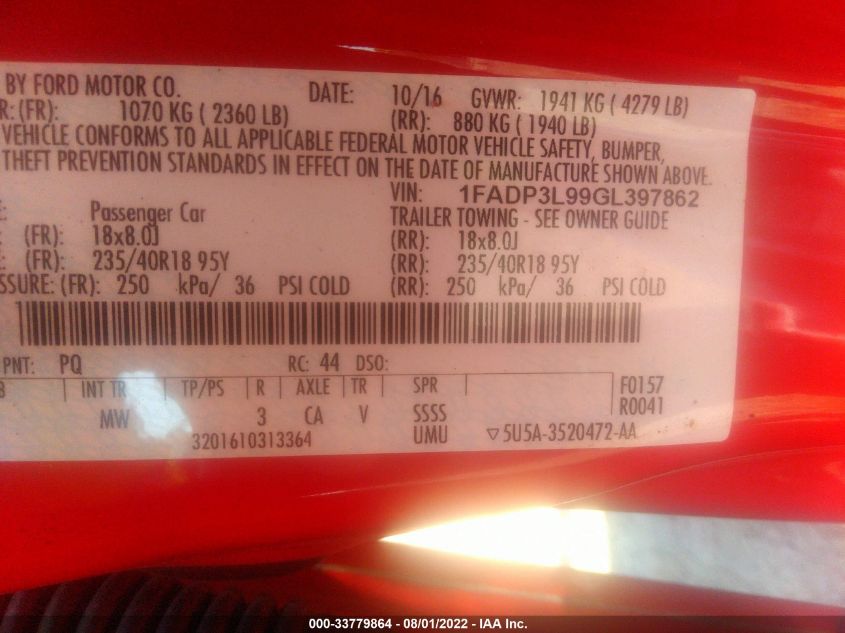 BY FORD MOTOR CO. DATE: 10/16 GVWR: 1941 KG ( 4279 LB)
R: (FR): 1070 KG ( 2360 LB) (RR): 880 KG ( 1940 LB)
VEHICLE CONFORMS TO ALL APPLICABLE FEDERAL MOTOR VEHICLE SAFETY, BUMPER,
THEFT PREVENTION STANDARDS IN EFFECT ON THE DATE OF MANUFACTURE SHOWN ABOVE.
VIN: 1FADP3L99GL397862
E: Passenger Car TRAILER TOWING - SEE OWNER GUIDE
(FR): 18x8.0J (RR): 18x8.0J
(FR): 235/40R18 95Y (RR): 235/40R18 95Y
SSURE: (FR): 250 kPa/ 36 PSI COLD (RR): 250 kPa/ 36 PSI COLD
PNT: PQ RC: 44 DSO:
B INT TR TP/PS R AXLE TR SPR F0157
MW 3 CA V SSSS R0041
3201610313364 UMU ▽5U5A-3520472-AA
000-33779864 - 08/01/2022 - IAA Inc.